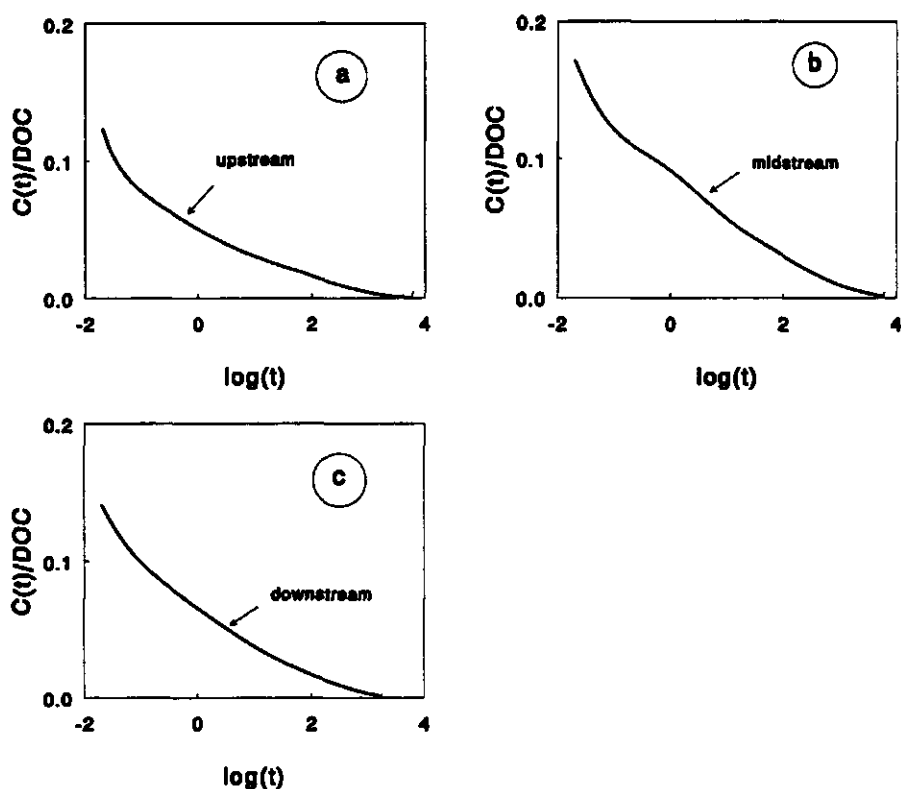 0.2
a
C(t)/DOC
0.1
upstream
0.0
-2 0 2 4
log(t)
0.2
b
C(t)/DOC
0.1
midstream
0.0
-2 0 2 4
log(t)
0.2
c
C(t)/DOC
0.1
downstream
0.0
-2 0 2 4
log(t)